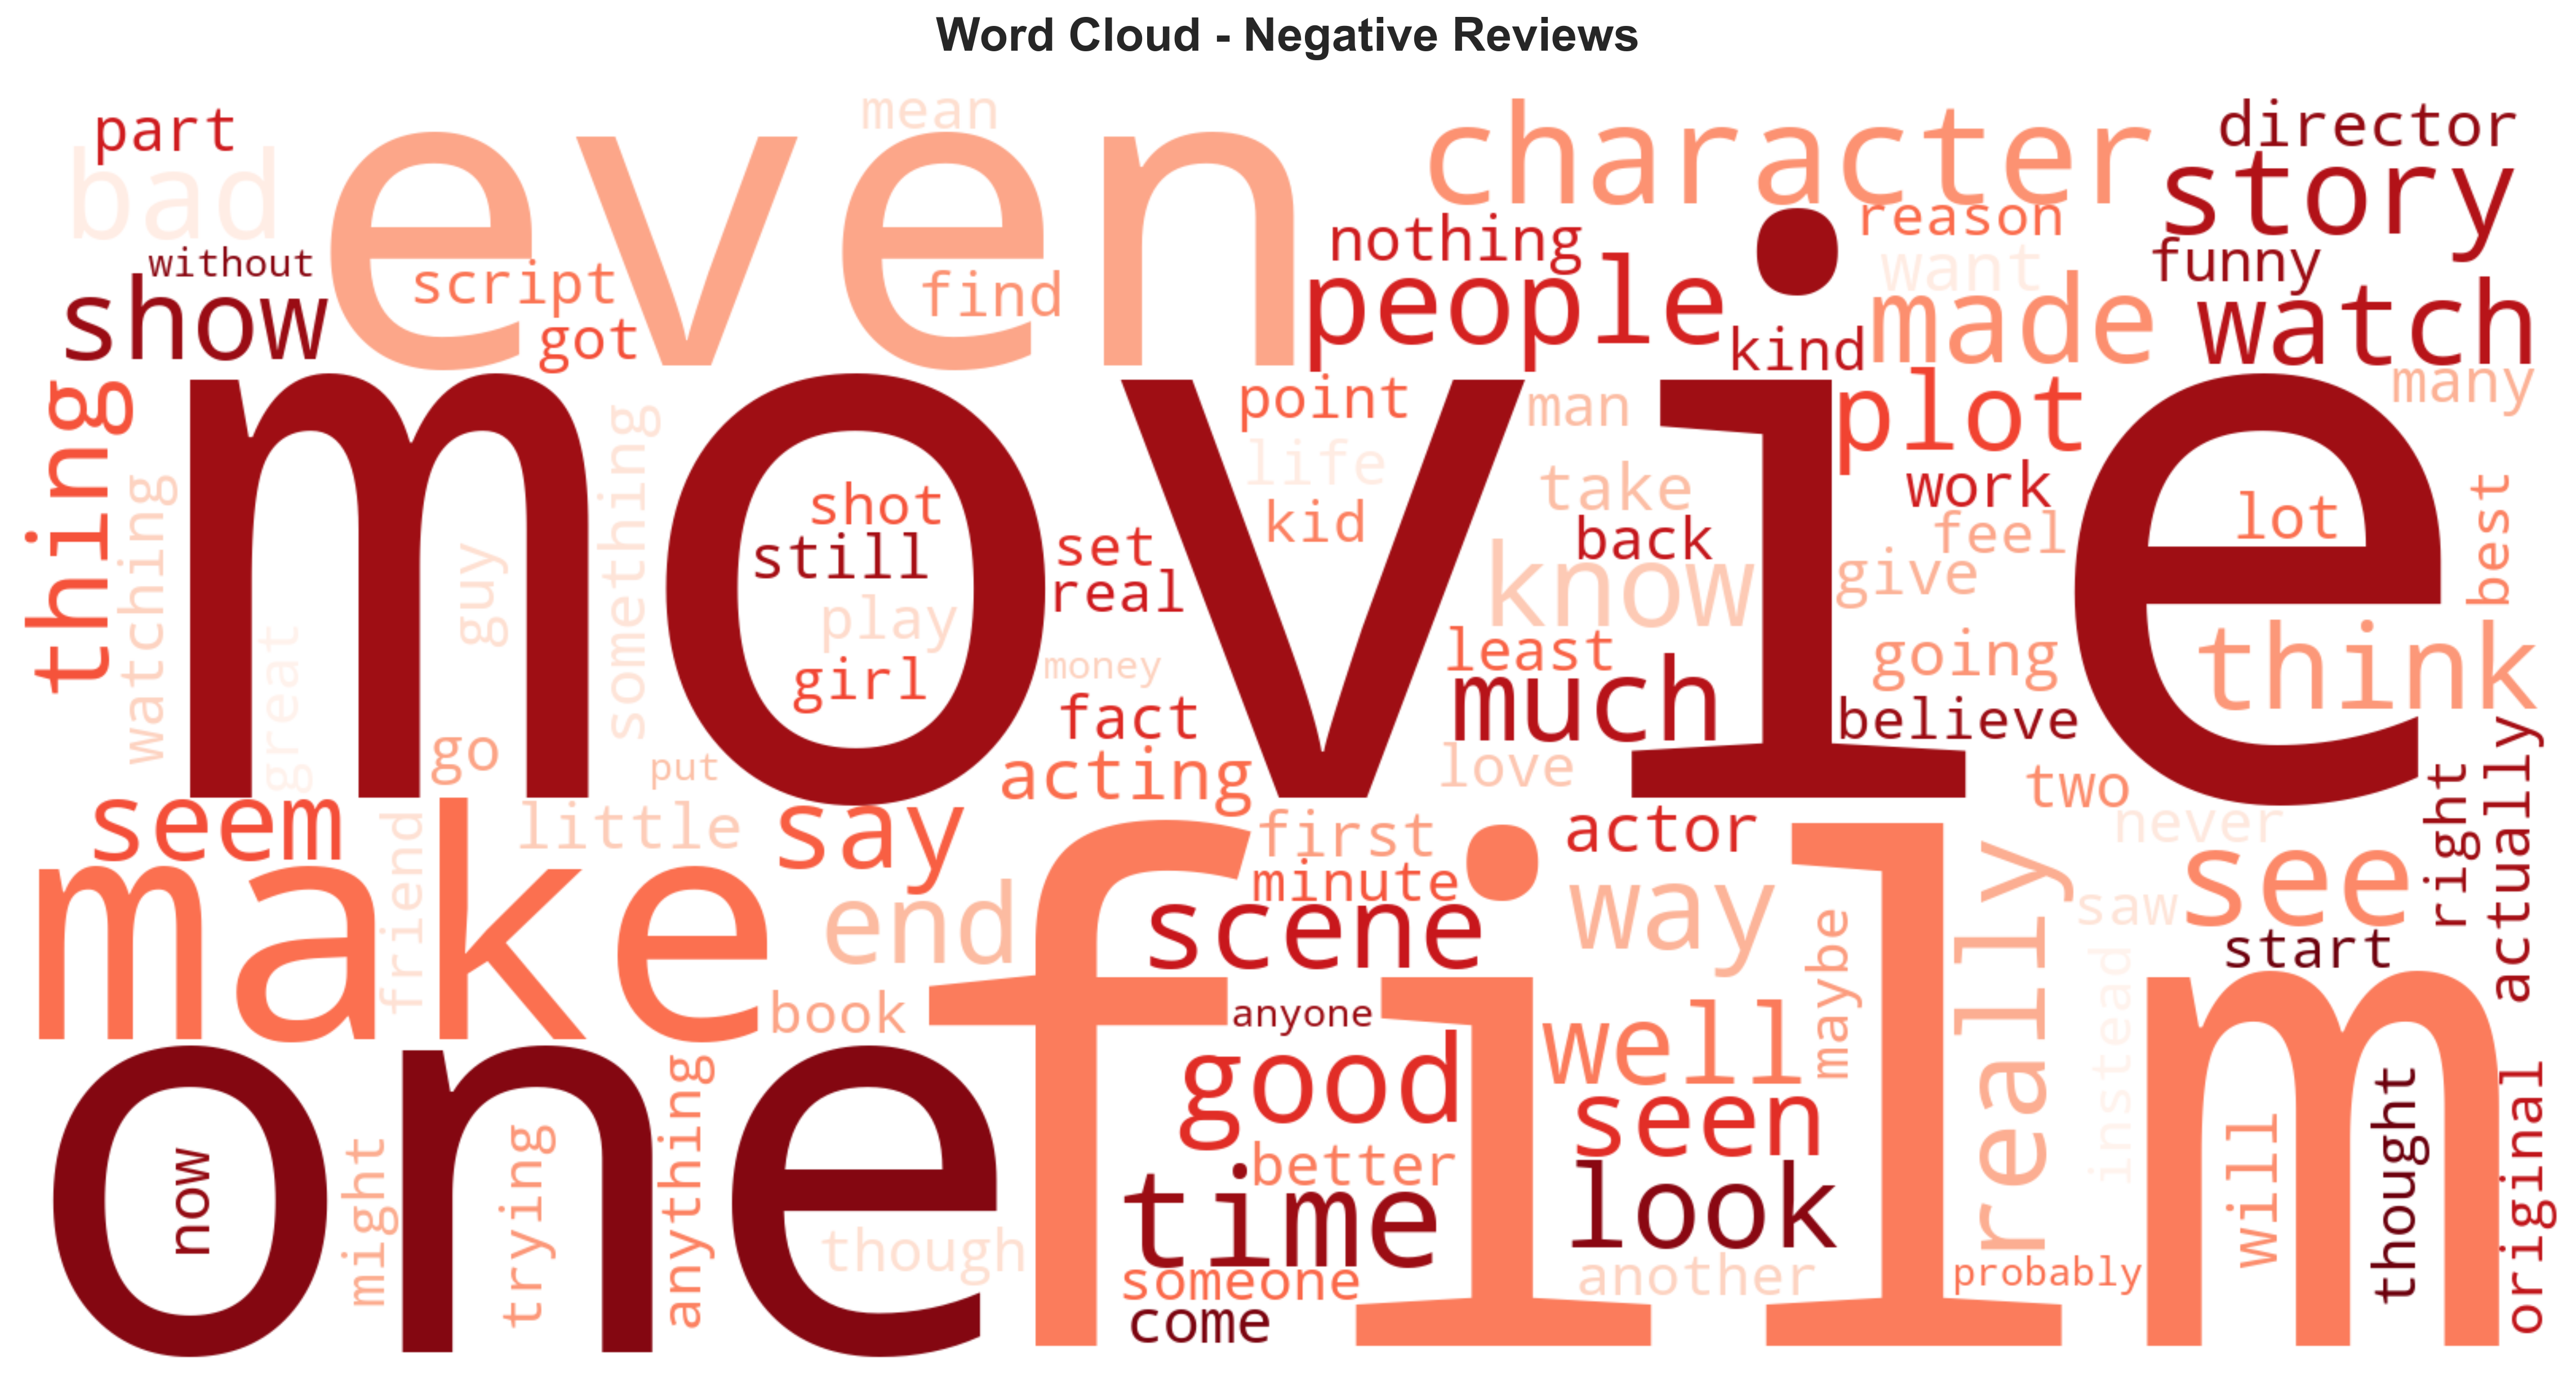 Word Cloud - Negative Reviews
part
mean
director
bad
even
character
story
nothing
reason
without
script
find
people
want
funny
show
got
kind
made
watch
movie
thing
point
man
plot
many
something
life
watching
shot
kid
take
work
lot
best
still
set
back
feel
guy
real
know
give
play
great
girl
money
least
going
think
fact
much
believe
go
put
acting
love
two
right
actually
seem
little
say
first
actor
never
make
friend
minute
end
scene
way
maybe
really
saw
see
book
film
anyone
start
instead
one
good
well
now
might
trying
anything
better
seen
will
thought
original
time
look
though
someone
another
probably
come